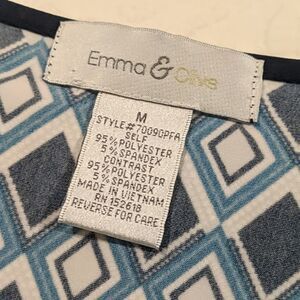 Emma & Olive
M
STYLE#70090PFA
SELF
95% POLYESTER
5% SPANDEX
CONTRAST
95% POLYESTER
5% SPANDEX
MADE IN VIETNAM
RN 152618
REVERSE FOR CARE